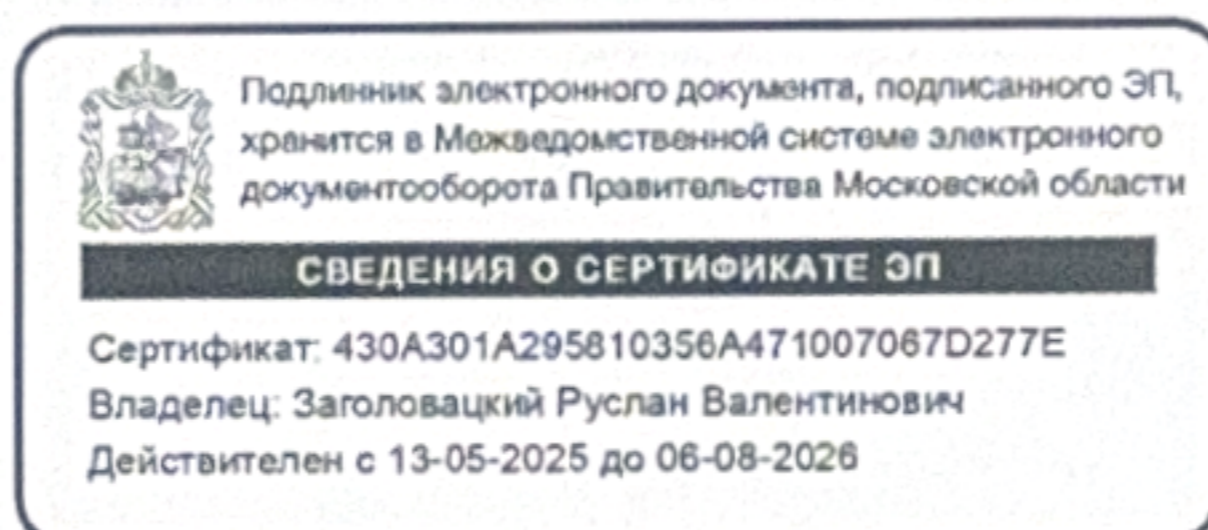 Подлинник электронного документа, подписанного ЭП,
хранится в Межведомственной системе электронного
документооборота Правительства Московской области
СВЕДЕНИЯ О СЕРТИФИКАТЕ ЭП
Сертификат: 430A301A295810356A471007067D277E
Владелец: Заголовацкий Руслан Валентинович
Действителен с 13-05-2025 до 06-08-2026